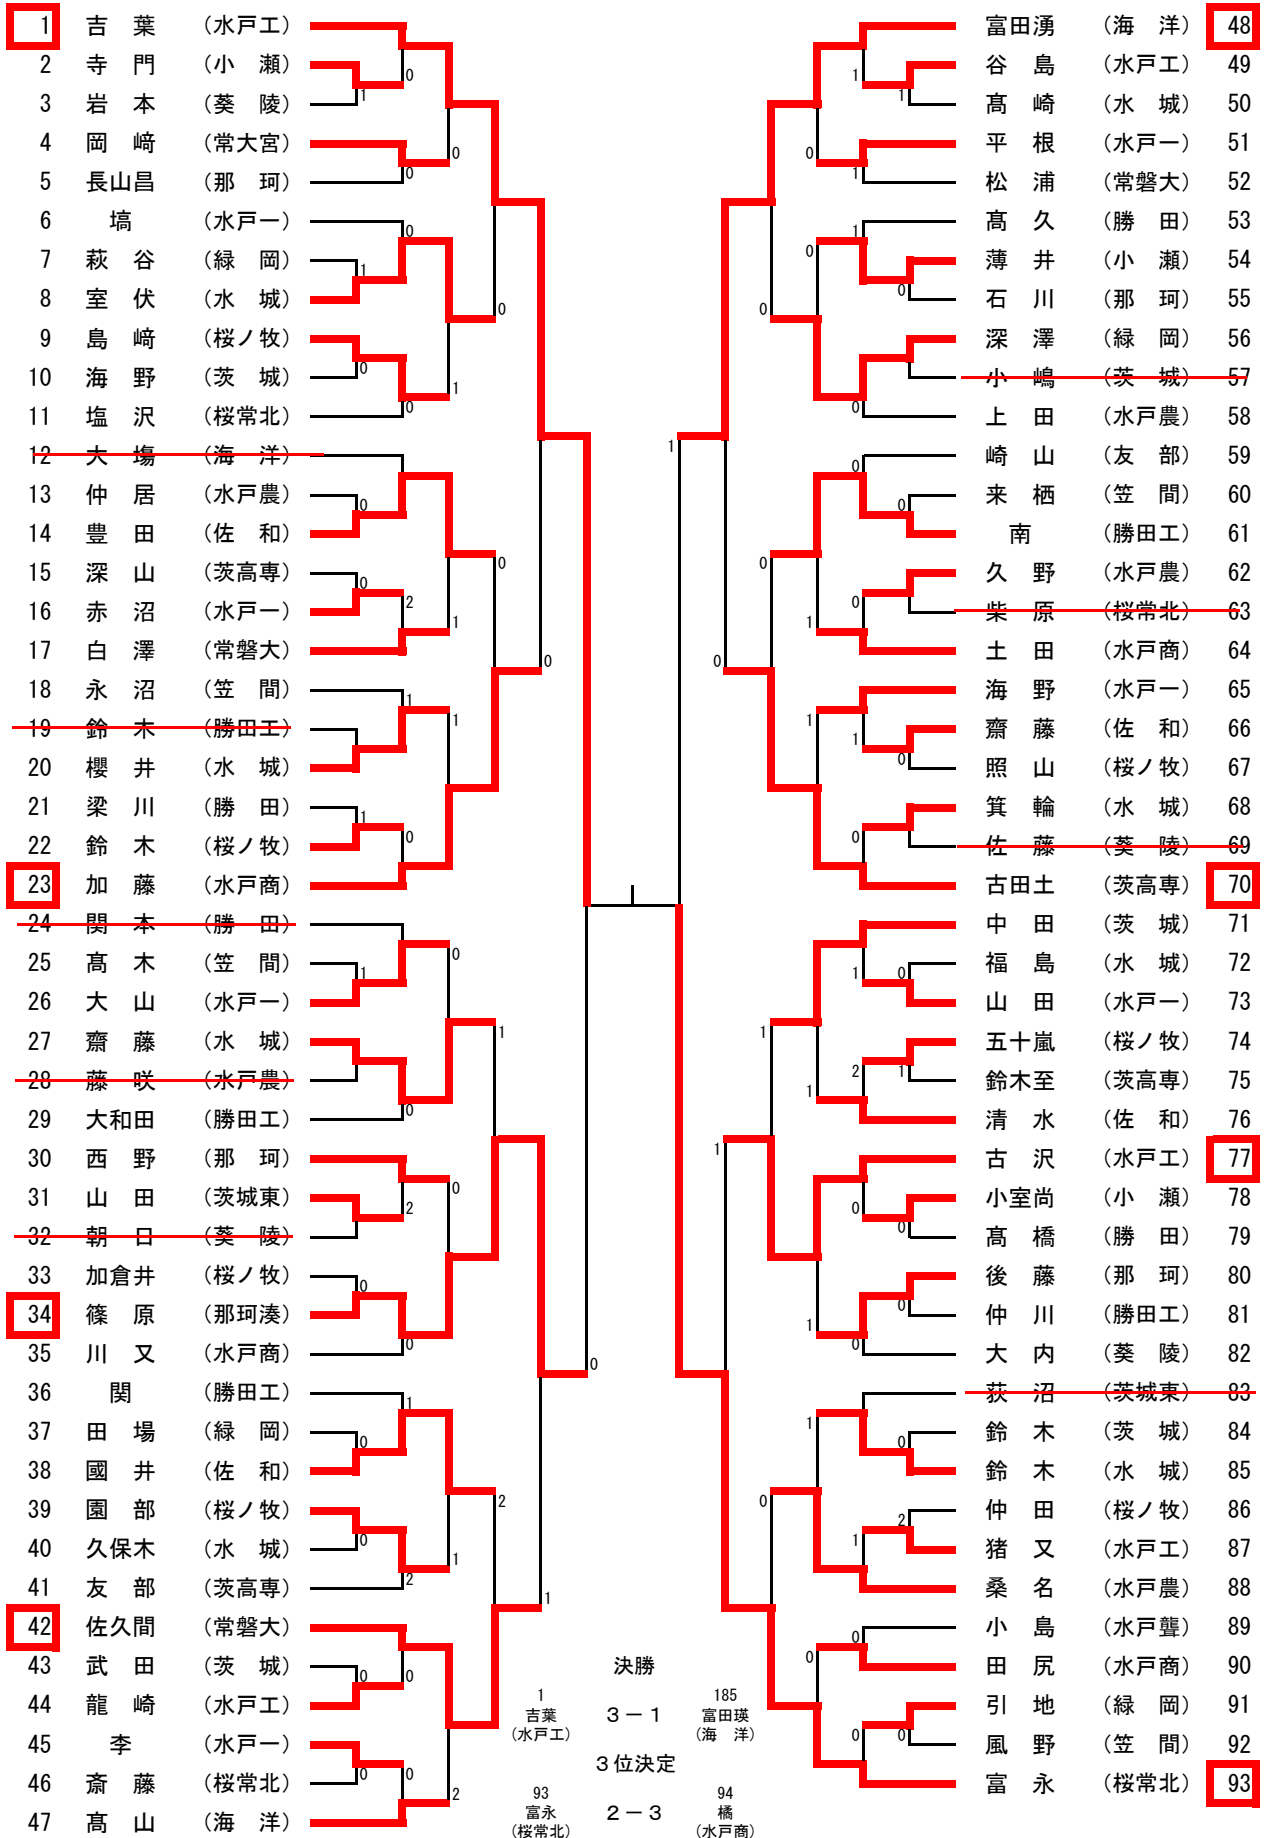 1 吉 葉 （水戸工）
2 寺 門 （小 瀬）
3 岩 本 （葵 陵）
4 岡 﨑 （常大宮）
5 長山昌 （那 珂）
6 塙 （水戸一）
7 萩 谷 （緑 岡）
8 室 伏 （水 城）
9 島 﨑 （桜ノ牧）
10 海 野 （茨 城）
11 塩 沢 （桜常北）
12 大 場 （海 洋）
13 仲 居 （水戸農）
14 豊 田 （佐 和）
15 深 山 （茨高専）
16 赤 沼 （水戸一）
17 白 澤 （常磐大）
18 永 沼 （笠 間）
19 鈴 木 （勝田工）
20 櫻 井 （水 城）
21 梁 川 （勝 田）
22 鈴 木 （桜ノ牧）
23 加 藤 （水戸商）
24 関 本 （勝 田）
25 髙 木 （笠 間）
26 大 山 （水戸一）
27 齋 藤 （水 城）
28 藤 咲 （水戸農）
29 大和田 （勝田工）
30 西 野 （那 珂）
31 山 田 （茨城東）
32 朝 日 （葵 陵）
33 加倉井 （桜ノ牧）
34 篠 原 （那珂湊）
35 川 又 （水戸商）
36 関 （勝田工）
37 田 場 （緑 岡）
38 國 井 （佐 和）
39 園 部 （桜ノ牧）
40 久保木 （水 城）
41 友 部 （茨高専）
42 佐久間 （常磐大）
43 武 田 （茨 城）
44 龍 崎 （水戸工）
45 李 （水戸一）
46 斎 藤 （桜常北）
47 髙 山 （海 洋）
富田湧 （海 洋） 48
谷 島 （水戸工） 49
髙 崎 （水 城） 50
平 根 （水戸一） 51
松 浦 （常磐大） 52
髙 久 （勝 田） 53
薄 井 （小 瀬） 54
石 川 （那 珂） 55
深 澤 （緑 岡） 56
小 嶋 （茨 城） 57
上 田 （水戸農） 58
崎 山 （友 部） 59
来 栖 （笠 間） 60
南 （勝田工） 61
久 野 （水戸農） 62
柴 原 （桜常北） 63
土 田 （水戸商） 64
海 野 （水戸一） 65
齋 藤 （佐 和） 66
照 山 （桜ノ牧） 67
箕 輪 （水 城） 68
佐 藤 （葵 陵） 69
古田土 （茨高専） 70
中 田 （茨 城） 71
福 島 （水 城） 72
山 田 （水戸一） 73
五十嵐 （桜ノ牧） 74
鈴木至 （茨高専） 75
清 水 （佐 和） 76
古 沢 （水戸工） 77
小室尚 （小 瀬） 78
髙 橋 （勝 田） 79
後 藤 （那 珂） 80
仲 川 （勝田工） 81
大 内 （葵 陵） 82
荻 沼 （茨城東） 83
鈴 木 （茨 城） 84
鈴 木 （水 城） 85
仲 田 （桜ノ牧） 86
猪 又 （水戸工） 87
桑 名 （水戸農） 88
小 島 （水戸聾） 89
田 尻 （水戸商） 90
引 地 （緑 岡） 91
風 野 （笠 間） 92
富 永 （桜常北） 93
決勝
1 185
吉葉 3－1 富田瑛
（水戸工） （海 洋）
3位決定
93 94
富永 2－3 橘
（桜常北） （水戸商）